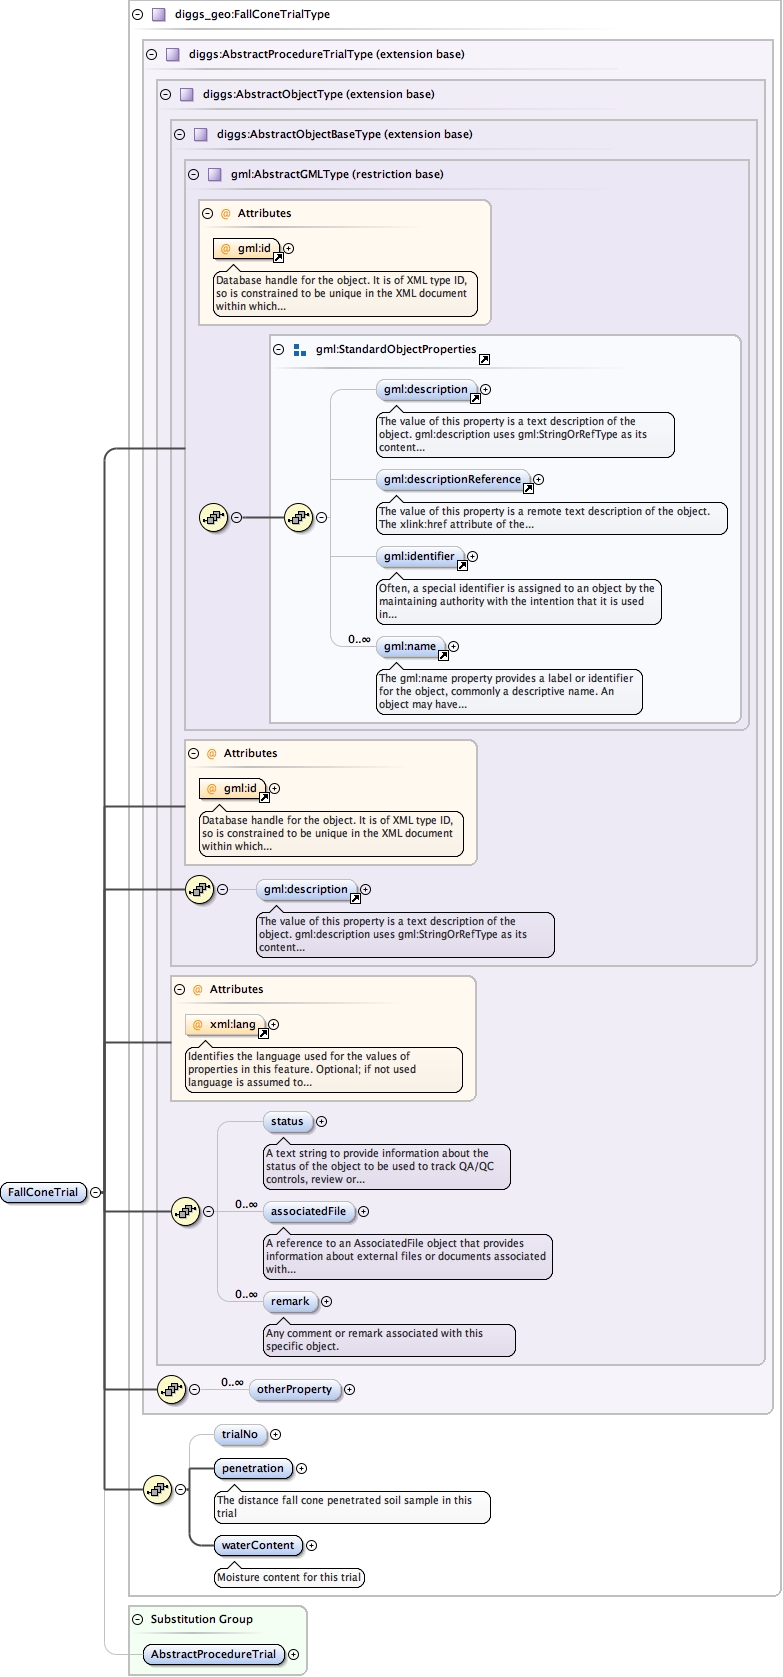 diggs_geo:FallConeTrialType
diggs:AbstractProcedureTrialType (extension base)
diggs:AbstractObjectType (extension base)
diggs:AbstractObjectBaseType (extension base)
gml:AbstractGMLType (restriction base)
@ Attributes
@ gml:id
Database handle for the object. It is of XML type ID,
so is constrained to be unique in the XML document
within which...
gml:StandardObjectProperties
gml:description
The value of this property is a text description of the
object. gml:description uses gml:StringOrRefType as its
content...
gml:descriptionReference
The value of this property is a remote text description of the object.
The xlink:href attribute of the...
gml:identifier
Often, a special identifier is assigned to an object by the
maintaining authority with the intention that it is used
in...
0..∞
gml:name
The gml:name property provides a label or identifier
for the object, commonly a descriptive name. An
object may have...
@ Attributes
@ gml:id
Database handle for the object. It is of XML type ID,
so is constrained to be unique in the XML document
within which...
gml:description
The value of this property is a text description of the
object. gml:description uses gml:StringOrRefType as its
content...
@ Attributes
@ xml:lang
Identifies the language used for the values of
properties in this feature. Optional; if not used
language is assumed to...
status
A text string to provide information about the
status of the object to be used to track QA/QC
controls, review or...
FallConeTrial
0..∞
associatedFile
A reference to an AssociatedFile object that provides
information about external files or documents associated
with...
0..∞
remark
Any comment or remark associated with this
specific object.
0..∞
otherProperty
trialNo
penetration
The distance fall cone penetrated soil sample in this
trial
waterContent
Moisture content for this trial
Substitution Group
AbstractProcedureTrial